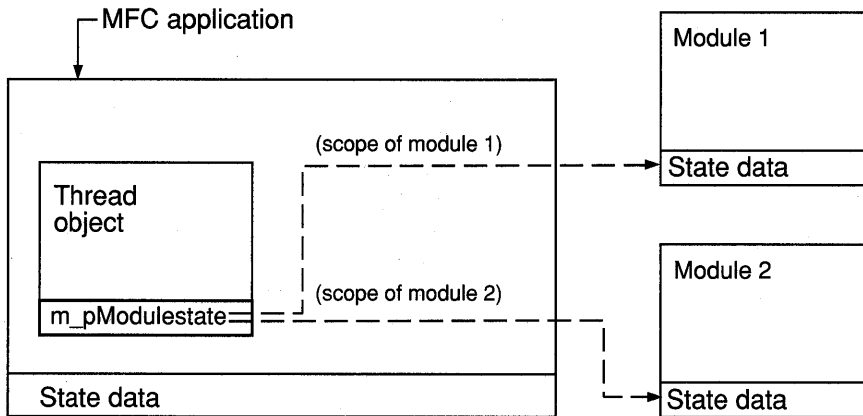 MFC application
Module 1
(scope of module 1)
State data
Thread
object
Module 2
(scope of module 2)
m_pModulestate
State data
State data